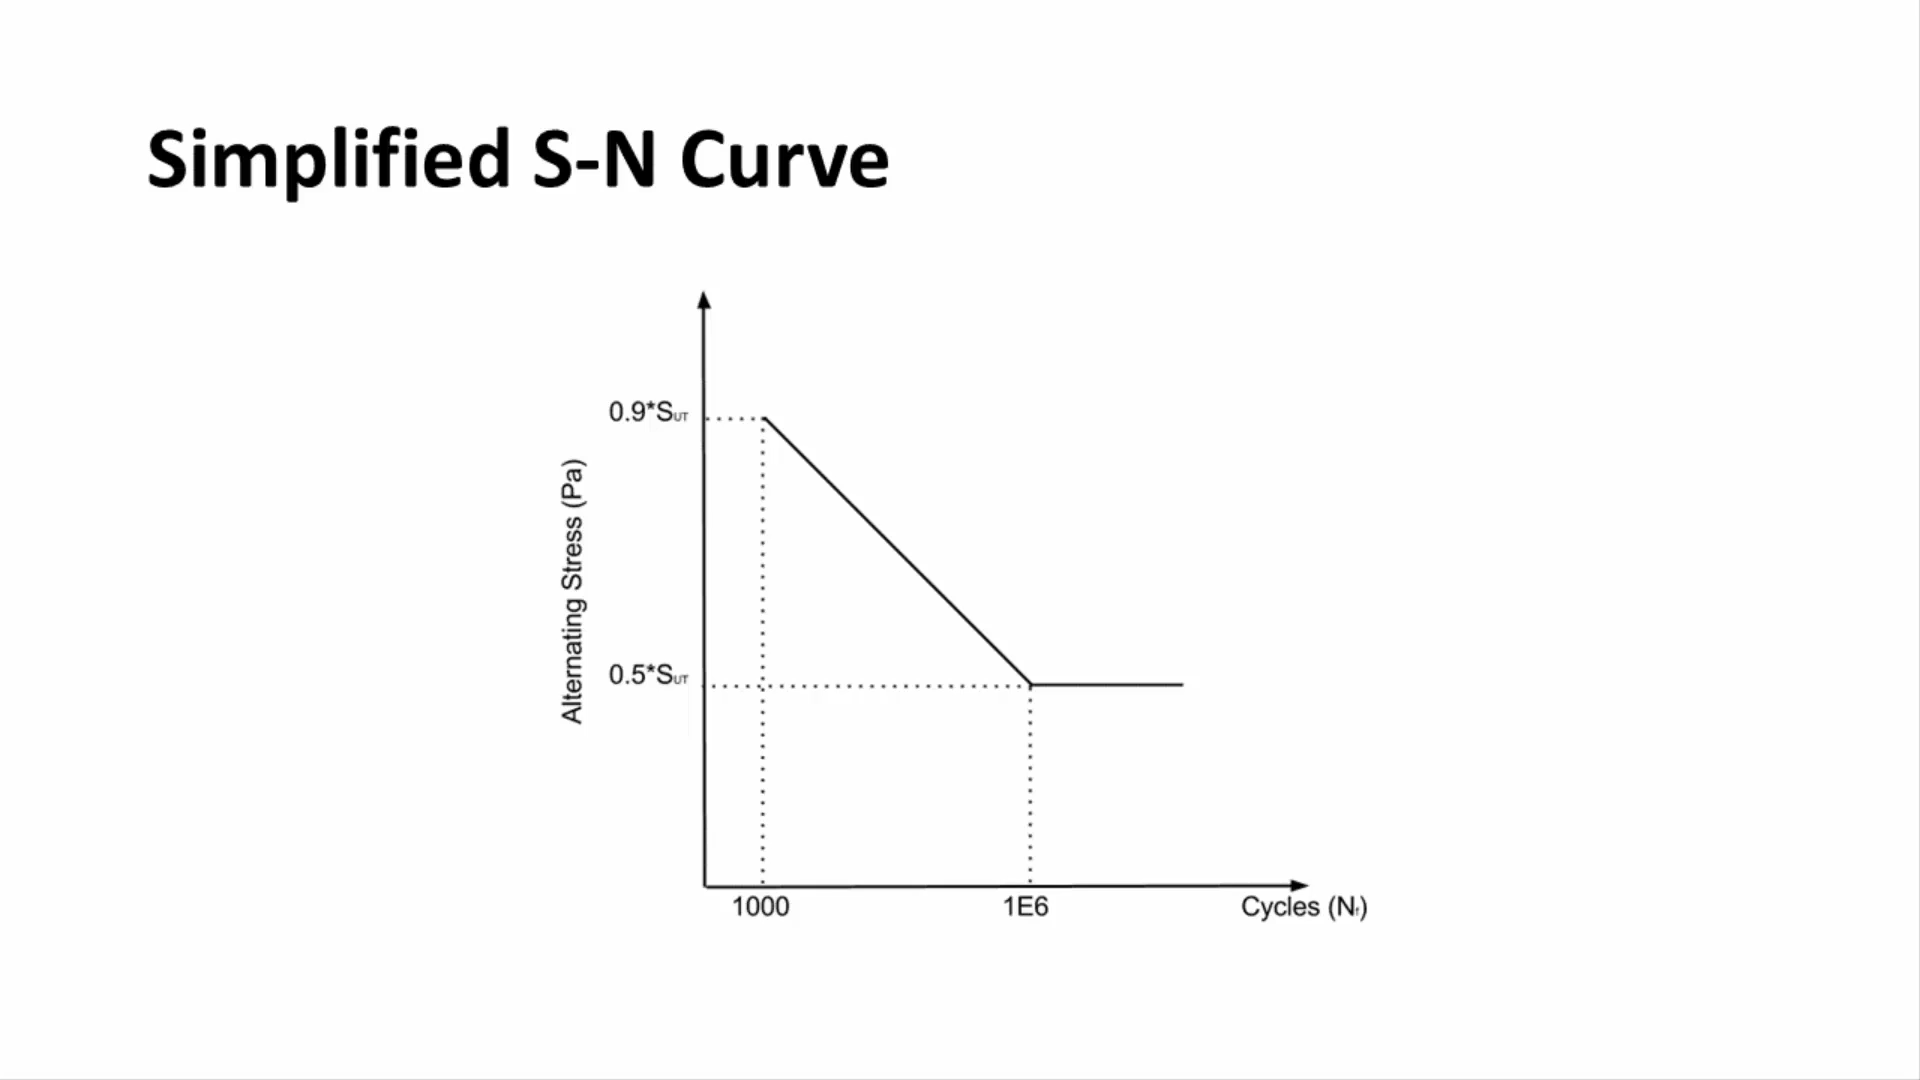 Simplified S-N Curve
0.9*SUT
Alternating Stress (Pa)
0.5*SUT
1000
1E6
Cycles (Nf)